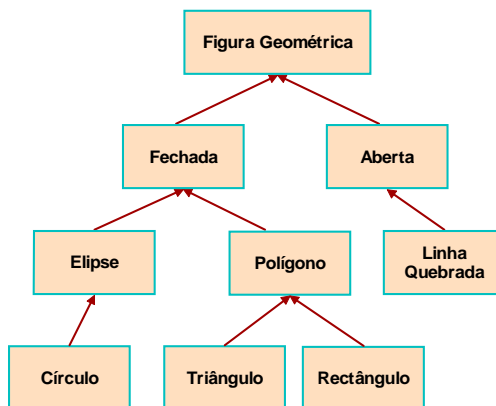 Figura Geométrica
Fechada
Aberta
Elipse
Polígono
Linha
Quebrada
Círculo
Triângulo
Rectângulo